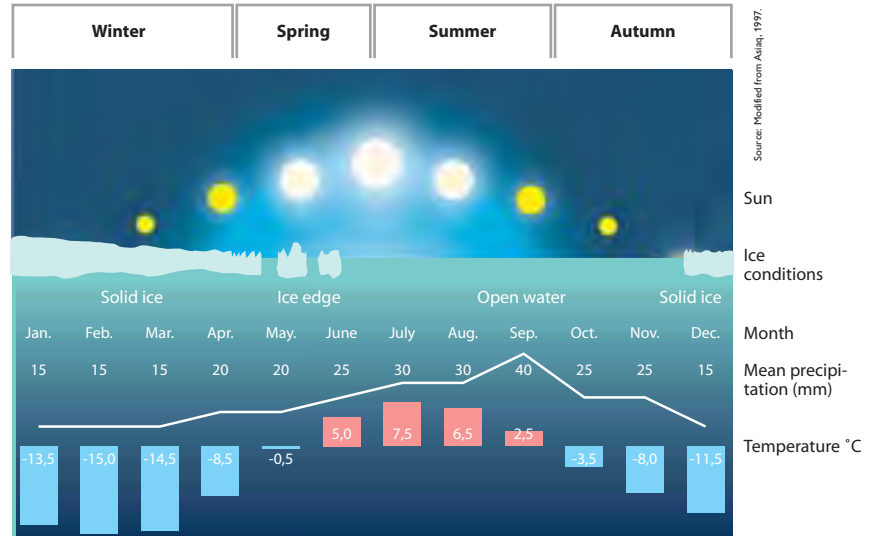 Winter Spring Summer Autumn
Source: Modified from Asiaq, 1997.
Sun
Ice
conditions
Solid ice Ice edge Open water Solid ice
Jan. Feb. Mar. Apr. May. June July Aug. Sep. Oct. Nov. Dec. Month
15 15 15 20 20 25 30 30 40 25 25 15 Mean precipi-
tation (mm)
5,0 7,5 6,5 2,5 Temperature ˚C
-13,5 -15,0 -14,5 -8,5 -0,5 -3,5 -8,0 -11,5